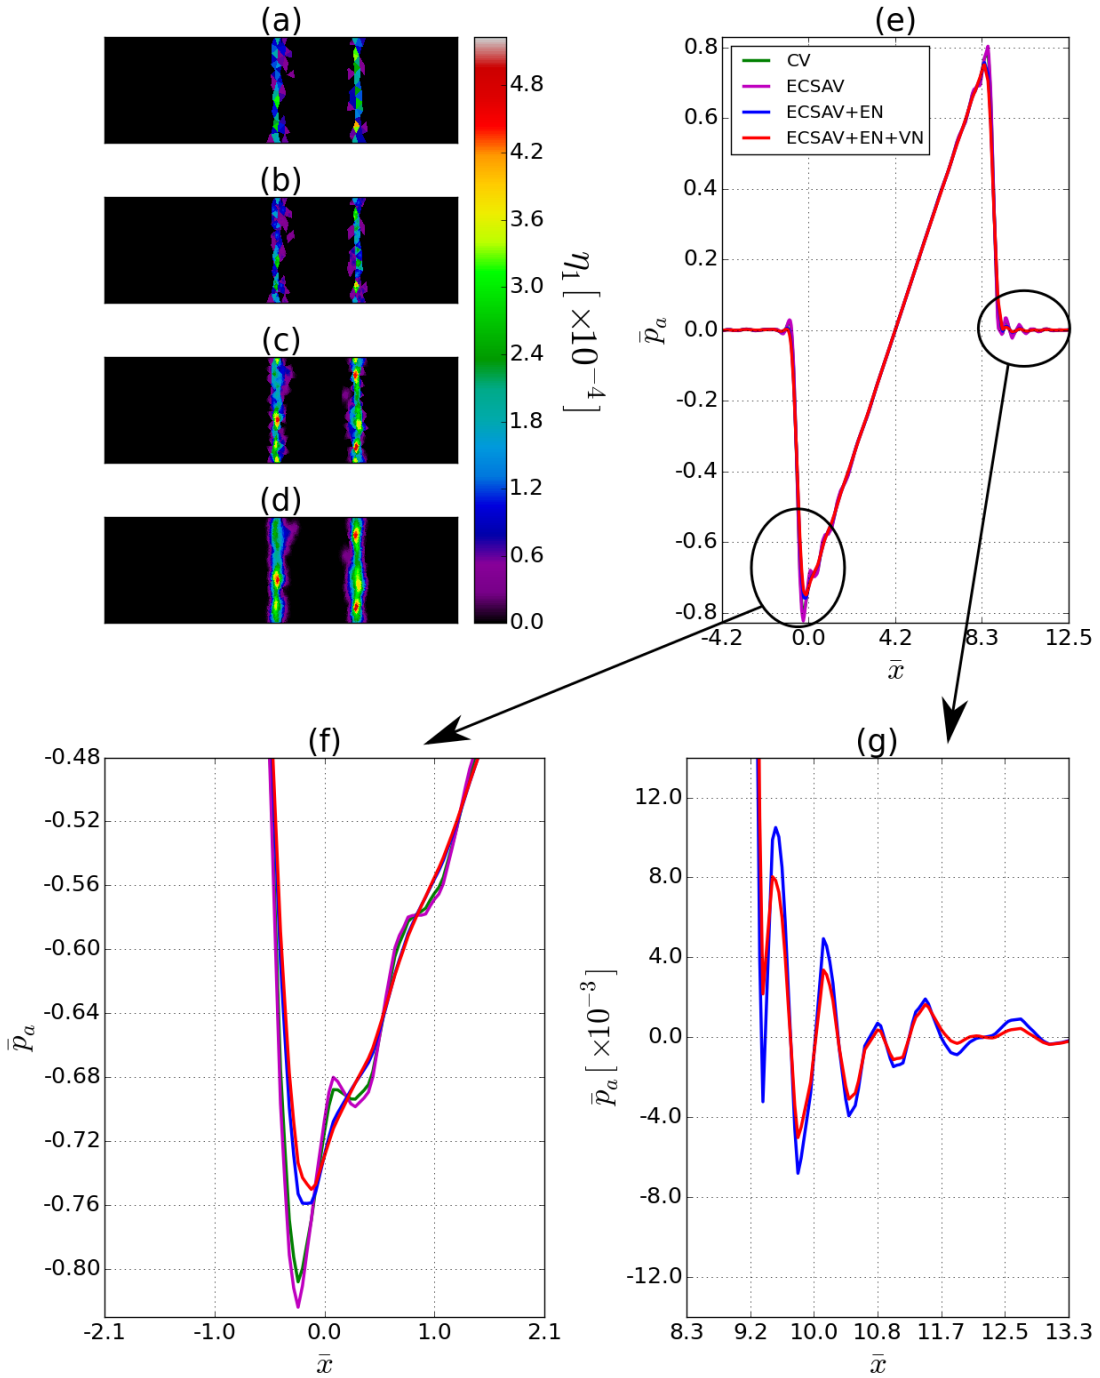 (a)
(b)
(c)
(d)
4.8
4.2
3.6
3.0
2.4
1.8
1.2
0.6
0.0
η₁[ ×10⁻⁴]
(e)
CV
ECSAV
ECSAV+EN
ECSAV+EN+VN
0.8
0.6
0.4
0.2
0.0
-0.2
-0.4
-0.6
-0.8
p̄ₐ
-4.2 0.0 4.2 8.3 12.5
x̄
(f)
-0.48
-0.52
-0.56
-0.60
-0.64
-0.68
-0.72
-0.76
-0.80
p̄ₐ
-2.1 -1.0 0.0 1.0 2.1
x̄
(g)
12.0
8.0
4.0
0.0
-4.0
-8.0
-12.0
p̄ₐ[ ×10⁻³]
8.3 9.2 10.0 10.8 11.7 12.5 13.3
x̄